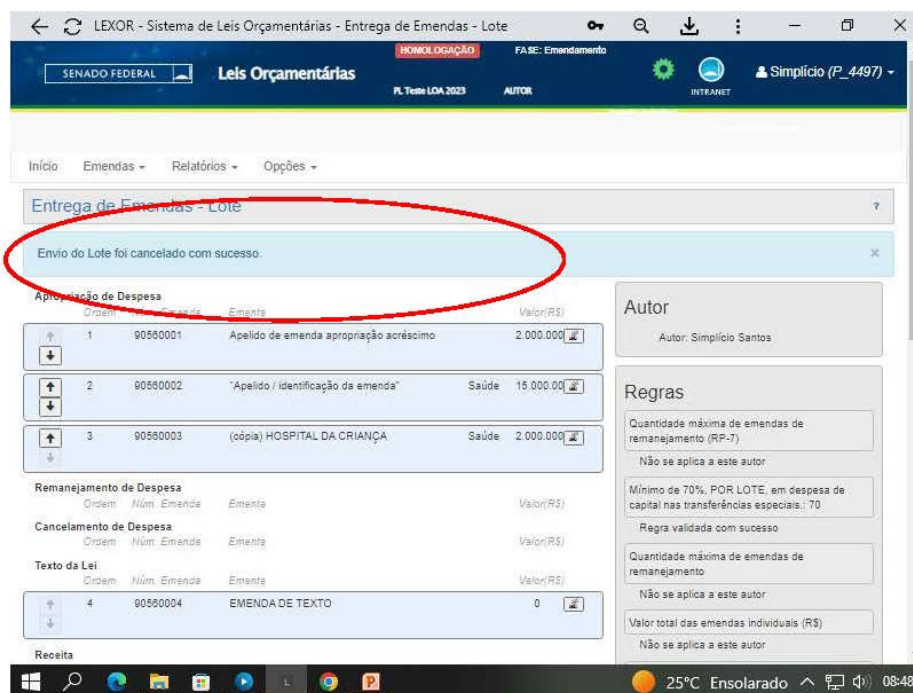 LEXOR - Sistema de Leis Orçamentárias - Entrega de Emendas - Lote
HOMOLOGAÇÃO
FASE: Emendamento
SENADO FEDERAL
Leis Orçamentárias
PL Teste LOA 2023
AUTOR
INTRANET
Simplício (P_4497)
Início
Emendas
Relatórios
Opções
Entrega de Emendas - Lote
?
Envio do Lote foi cancelado com sucesso.
×
Apropriação de Despesa
Ordem Núm. Emenda Ementa Valor(R$)
1 90560001 Apelido de emenda apropriação acréscimo 2.000.000
2 90560002 "Apelido / identificação da emenda" Saúde 15.000.00
3 90560003 (cópia) HOSPITAL DA CRIANÇA Saúde 2.000.000
Remanejamento de Despesa
Ordem Núm. Emenda Ementa Valor(R$)
Cancelamento de Despesa
Ordem Núm. Emenda Ementa Valor(R$)
Texto da Lei
Ordem Núm. Emenda Ementa Valor(R$)
4 90560004 EMENDA DE TEXTO 0
Receita
Autor
Autor: Simplício Santos
Regras
Quantidade máxima de emendas de
remanejamento (RP-7)
Não se aplica a este autor
Mínimo de 70%, POR LOTE, em despesa de
capital nas transferências especiais.: 70
Regra validada com sucesso
Quantidade máxima de emendas de
remanejamento
Não se aplica a este autor
Valor total das emendas individuais (R$)
Não se aplica a este autor
25°C Ensolarado
08:48